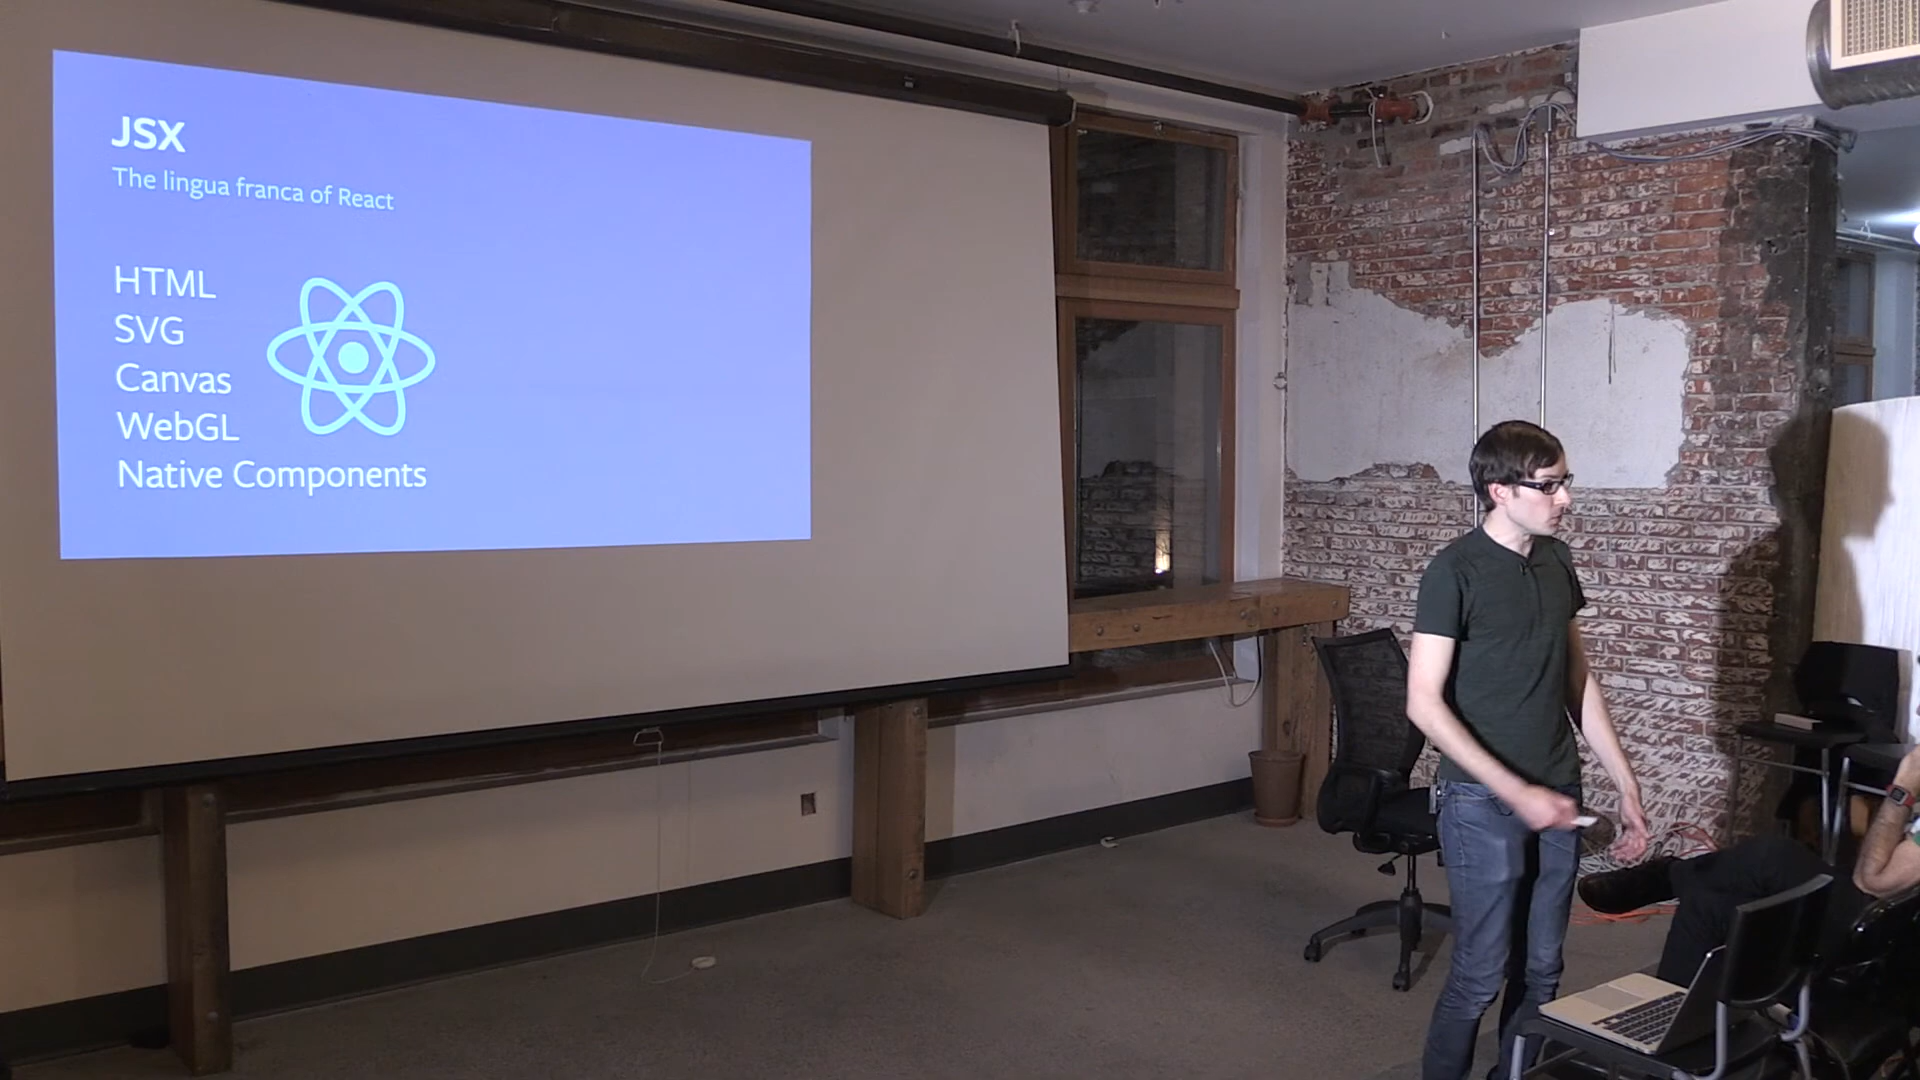 JSX
The lingua franca of React
HTML
SVG
Canvas
WebGL
Native Components